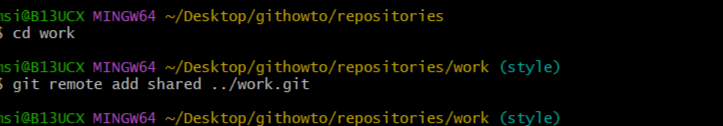 msi@B13UCX MINGW64 ~/Desktop/githowto/repositories
$ cd work
msi@B13UCX MINGW64 ~/Desktop/githowto/repositories/work (style)
$ git remote add shared ../work.git
msi@B13UCX MINGW64 ~/Desktop/githowto/repositories/work (style)